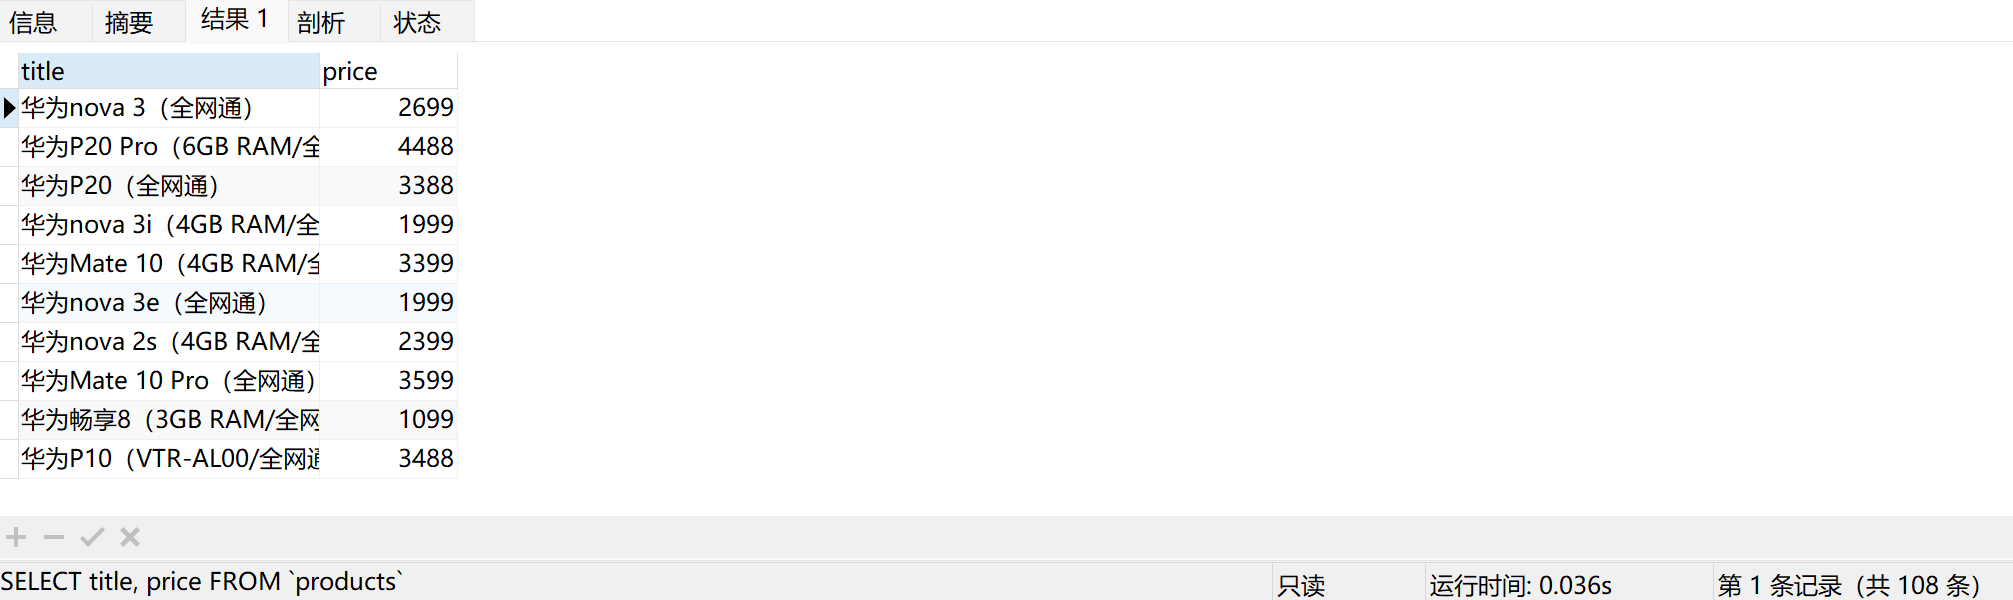 信息 摘要 结果 1 剖析 状态
title price
华为nova 3（全网通） 2699
华为P20 Pro（6GB RAM/全 4488
华为P20（全网通） 3388
华为nova 3i（4GB RAM/全 1999
华为Mate 10（4GB RAM/全 3399
华为nova 3e（全网通） 1999
华为nova 2s（4GB RAM/全 2399
华为Mate 10 Pro（全网通） 3599
华为畅享8（3GB RAM/全网 1099
华为P10（VTR-AL00/全网通 3488
SELECT title, price FROM `products` 只读 运行时间: 0.036s 第 1 条记录（共 108 条）